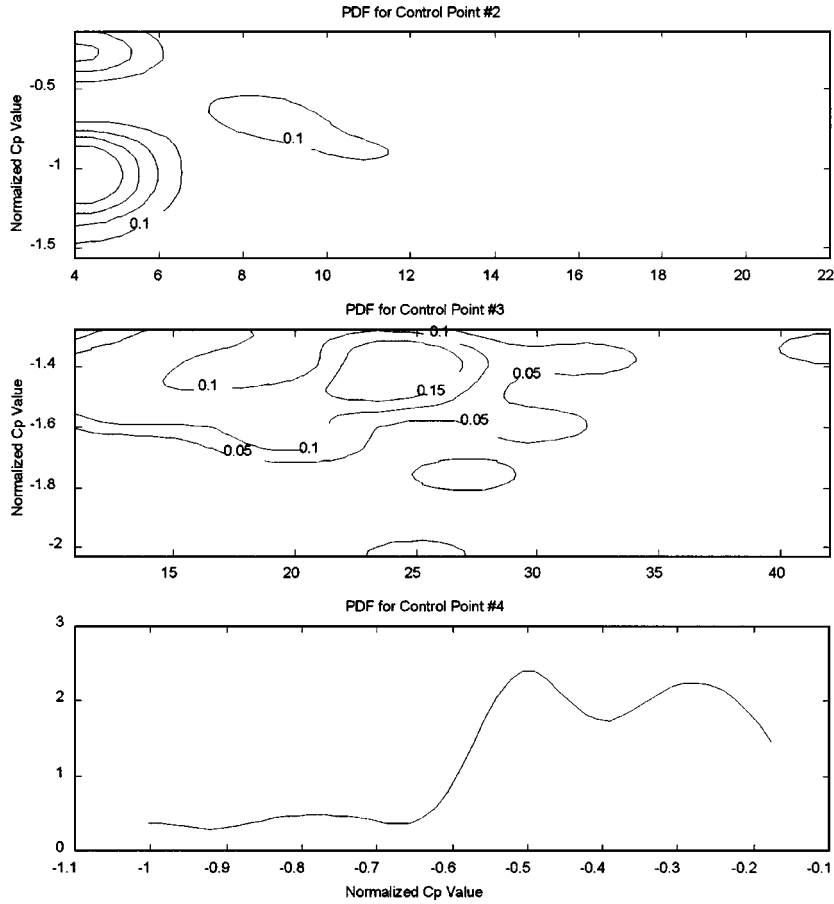 PDF for Control Point #2
Normalized Cp Value
-0.5
-1
-1.5
0.1
0.1
4 6 8 10 12 14 16 18 20 22
PDF for Control Point #3
Normalized Cp Value
-1.4
-1.6
-1.8
-2
0.1
0.1
0.15
0.05
0.05
0.05
0.1
15 20 25 30 35 40
PDF for Control Point #4
3
2
1
0
-1.1 -1 -0.9 -0.8 -0.7 -0.6 -0.5 -0.4 -0.3 -0.2 -0.1
Normalized Cp Value